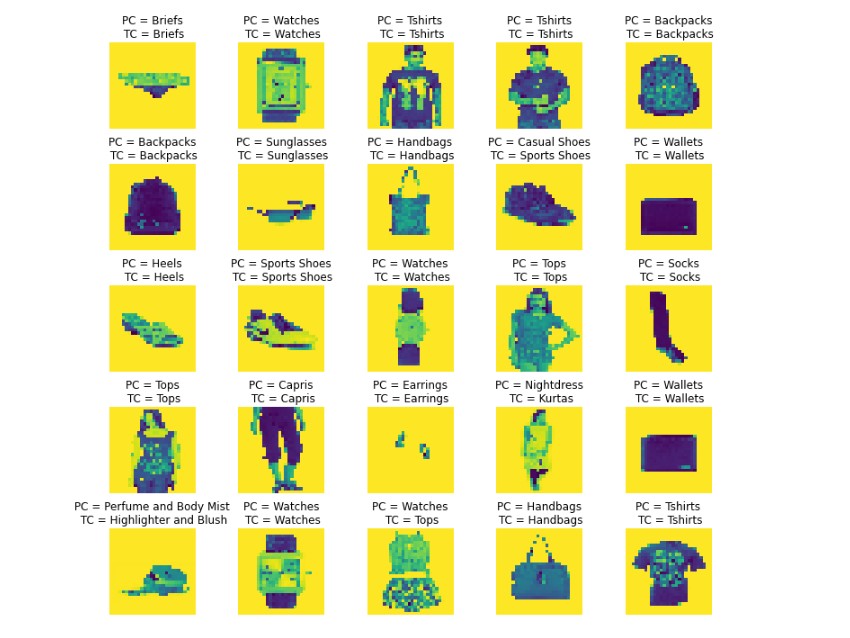 PC = Briefs
TC = Briefs
PC = Watches
TC = Watches
PC = Tshirts
TC = Tshirts
PC = Tshirts
TC = Tshirts
PC = Backpacks
TC = Backpacks
PC = Backpacks
TC = Backpacks
PC = Sunglasses
TC = Sunglasses
PC = Handbags
TC = Handbags
PC = Casual Shoes
TC = Sports Shoes
PC = Wallets
TC = Wallets
PC = Heels
TC = Heels
PC = Sports Shoes
TC = Sports Shoes
PC = Watches
TC = Watches
PC = Tops
TC = Tops
PC = Socks
TC = Socks
PC = Tops
TC = Tops
PC = Capris
TC = Capris
PC = Earrings
TC = Earrings
PC = Nightdress
TC = Kurtas
PC = Wallets
TC = Wallets
PC = Perfume and Body Mist
TC = Highlighter and Blush
PC = Watches
TC = Watches
PC = Watches
TC = Tops
PC = Handbags
TC = Handbags
PC = Tshirts
TC = Tshirts